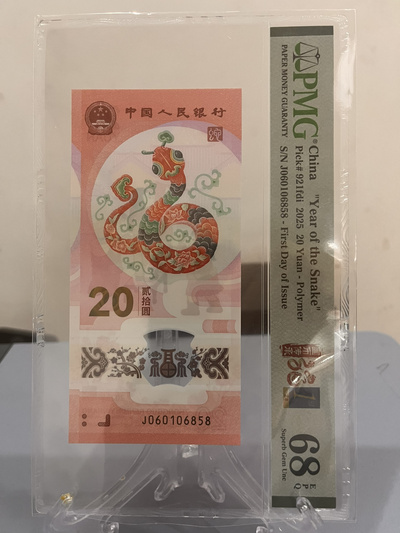 中国人民银行
20
贰拾圆
福
J060106858
PMG
PAPER MONEY GUARANTY
China "Year of the Snake"
Pick# 921fdi 2025 20 Yuan - Polymer
S/N J060106858 - First Day of Issue
68
EPQ
Superb Gem Unc